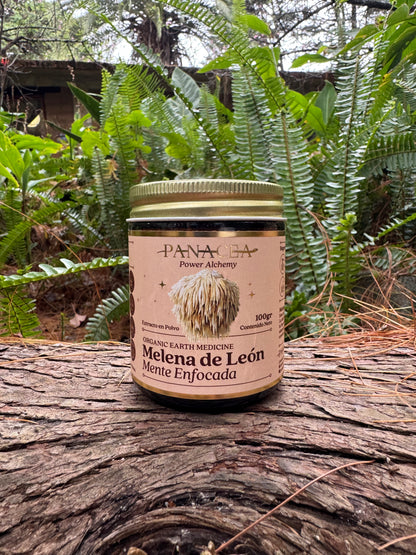 PANACEA
Power Alchemy
100gr
Extracto en Polvo
Contenido Neto
ORGANIC EARTH MEDICINE
Melena de León
Mente Enfocada